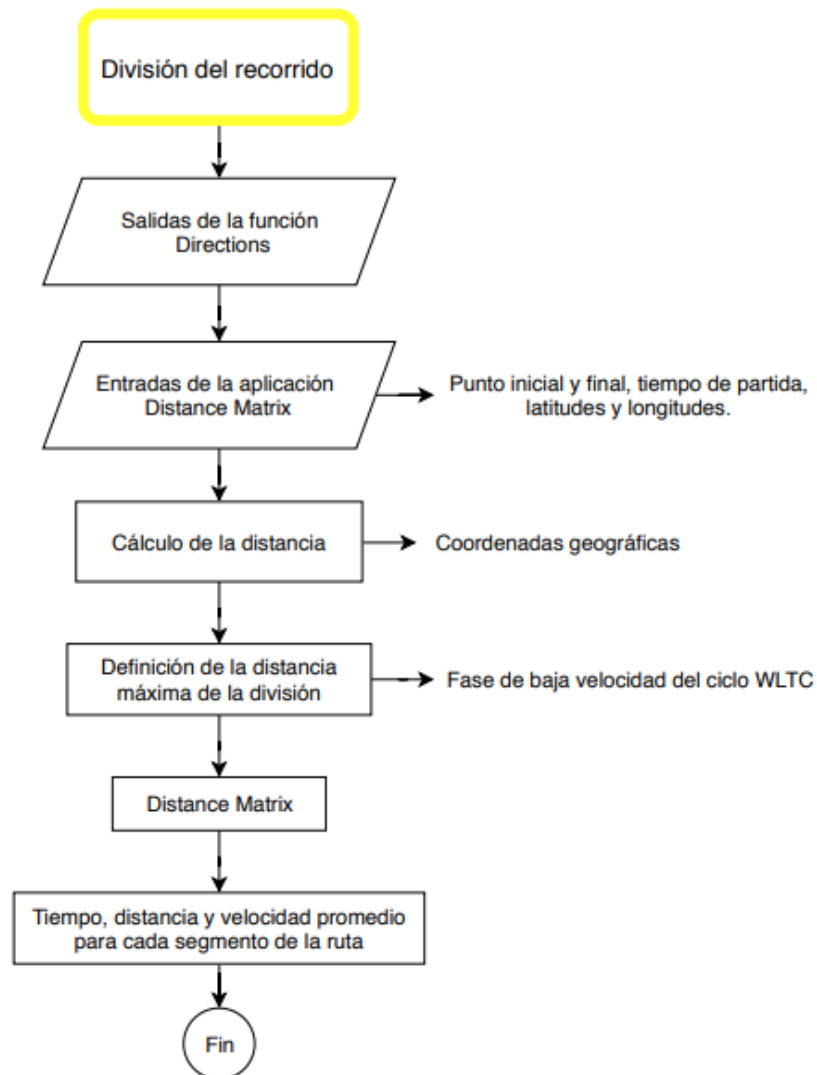 División del recorrido
Salidas de la función
Directions
Entradas de la aplicación
Distance Matrix
Punto inicial y final, tiempo de partida,
latitudes y longitudes.
Cálculo de la distancia
Coordenadas geográficas
Definición de la distancia
máxima de la división
Fase de baja velocidad del ciclo WLTC
Distance Matrix
Tiempo, distancia y velocidad promedio
para cada segmento de la ruta
Fin